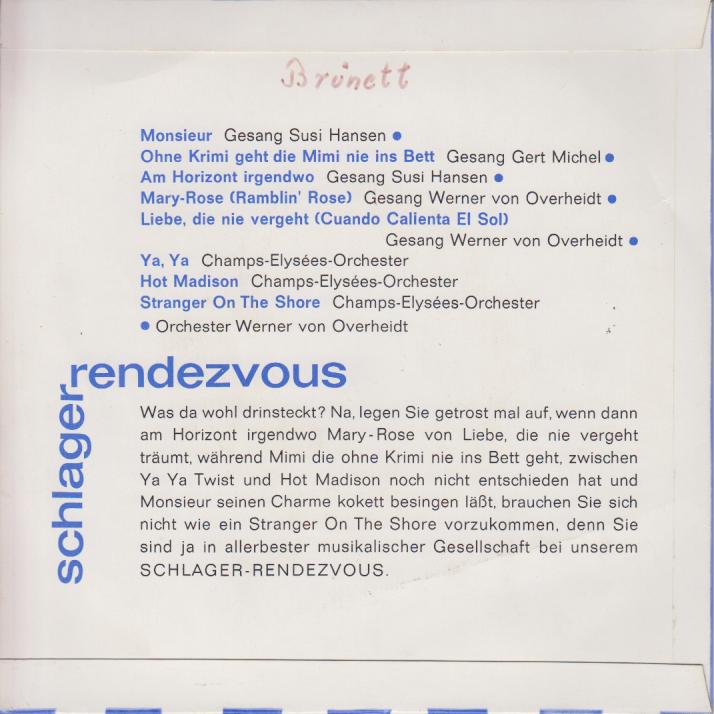 Brünett
Monsieur Gesang Susi Hansen ●
Ohne Krimi geht die Mimi nie ins Bett Gesang Gert Michel ●
Am Horizont irgendwo Gesang Susi Hansen ●
Mary-Rose (Ramblin' Rose) Gesang Werner von Overheidt ●
Liebe, die nie vergeht (Cuando Calienta El Sol)
Gesang Werner von Overheidt ●
Ya, Ya Champs-Elysées-Orchester
Hot Madison Champs-Elysées-Orchester
Stranger On The Shore Champs-Elysées-Orchester
● Orchester Werner von Overheidt
schlager
rendezvous
Was da wohl drinsteckt? Na, legen Sie getrost mal auf, wenn dann
am Horizont irgendwo Mary-Rose von Liebe, die nie vergeht
träumt, während Mimi die ohne Krimi nie ins Bett geht, zwischen
Ya Ya Twist und Hot Madison noch nicht entschieden hat und
Monsieur seinen Charme kokett besingen läßt, brauchen Sie sich
nicht wie ein Stranger On The Shore vorzukommen, denn Sie
sind ja in allerbester musikalischer Gesellschaft bei unserem
SCHLAGER-RENDEZVOUS.